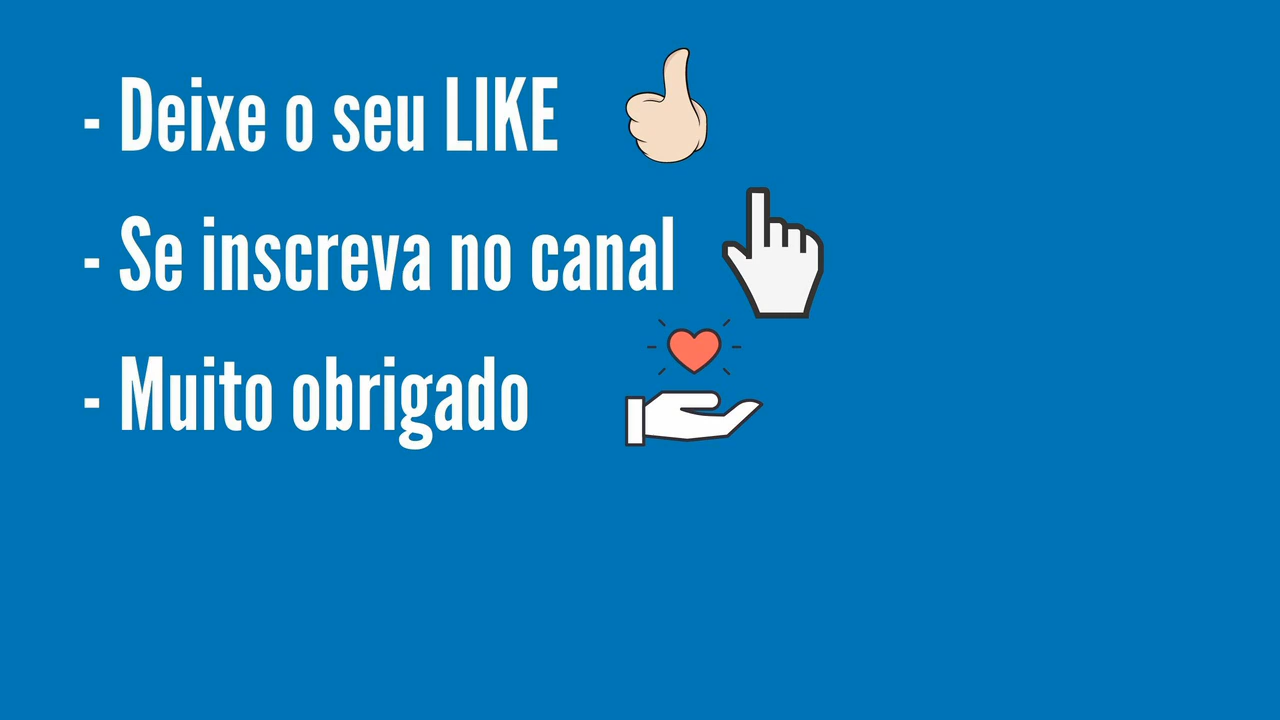 - Deixe o seu LIKE
- Se inscreva no canal
- Muito obrigado